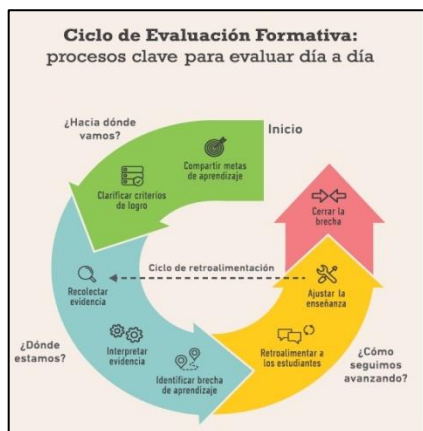 Ciclo de Evaluación Formativa:
procesos clave para evaluar día a día
¿Hacia dónde
vamos?
Inicio
Compartir metas
de aprendizaje
Clarificar criterios
de logro
Recolectar
evidencia
Ciclo de retroalimentación
Interpretar
evidencia
Identificar brecha
de aprendizaje
¿Dónde
estamos?
Retroalimentar a
los estudiantes
Ajustar la
enseñanza
Cerrar la
brecha
¿Cómo
seguimos
avanzando?